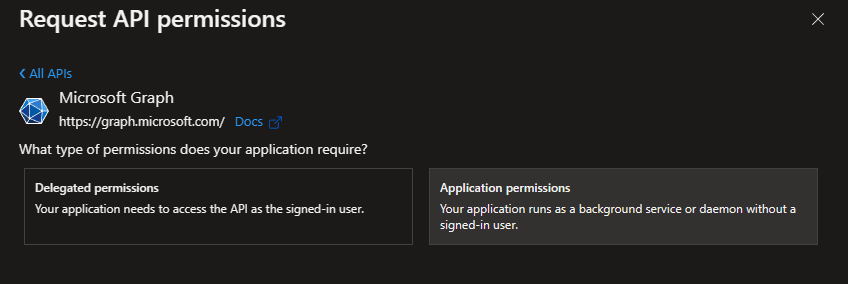 Request API permissions
All APIs
Microsoft Graph
https://graph.microsoft.com/ Docs
What type of permissions does your application require?
Delegated permissions
Your application needs to access the API as the signed-in user.
Application permissions
Your application runs as a background service or daemon without a
signed-in user.